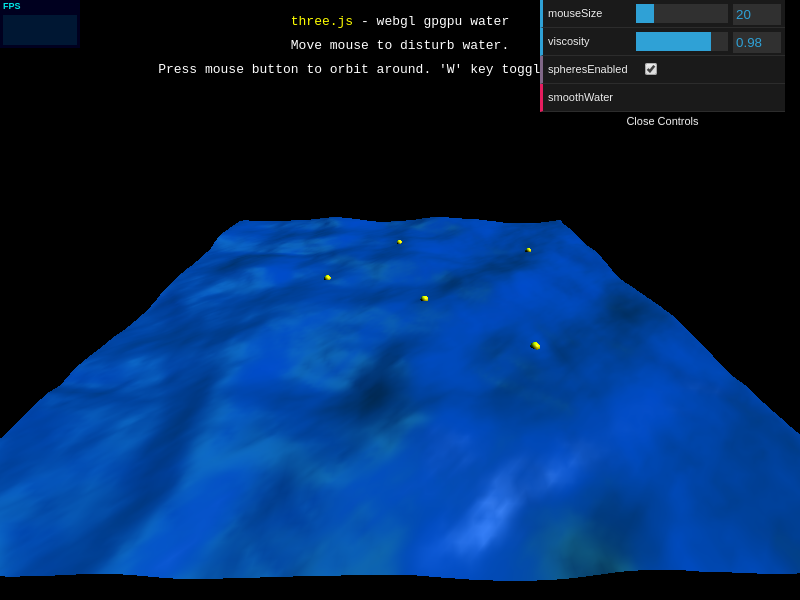 FPS
three.js - webgl gpgpu water
Move mouse to disturb water.
Press mouse button to orbit around. 'W' key
mouseSize 20
viscosity 0.98
spheresEnabled
smoothWater
Close Controls